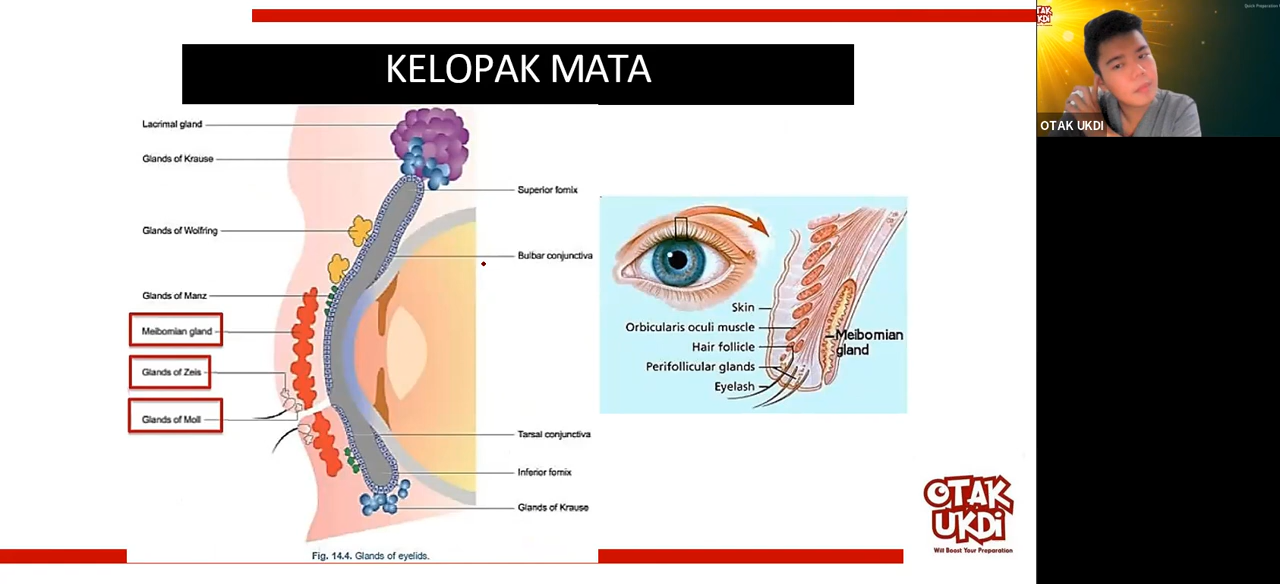 KELOPAK MATA
Lacrimal gland
Glands of Krause
Glands of Wolfring
Glands of Manz
Meibomian gland
Glands of Zeis
Glands of Moll
Superior fornix
Bulbar conjunctiva
Tarsal conjunctiva
Inferior fornix
Glands of Krause
Fig. 14.4. Glands of eyelids.
Skin
Orbicularis oculi muscle
Hair follicle
Perifollicular glands
Eyelash
Meibomian
gland
OTAK
UKDi
Will Boost Your Preparation
UKDI
OTAK UKDI